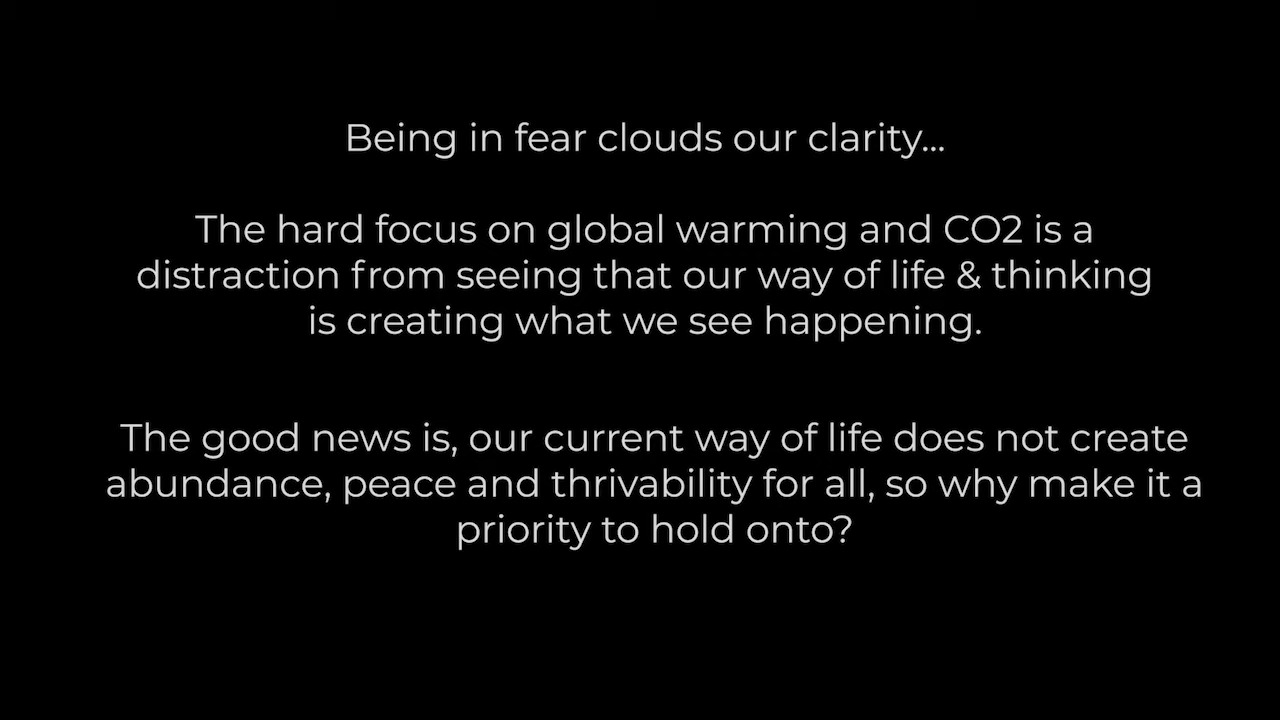 Being in fear clouds our clarity...
The hard focus on global warming and CO2 is a
distraction from seeing that our way of life & thinking
is creating what we see happening.
The good news is, our current way of life does not create
abundance, peace and thrivability for all, so why make it a
priority to hold onto?